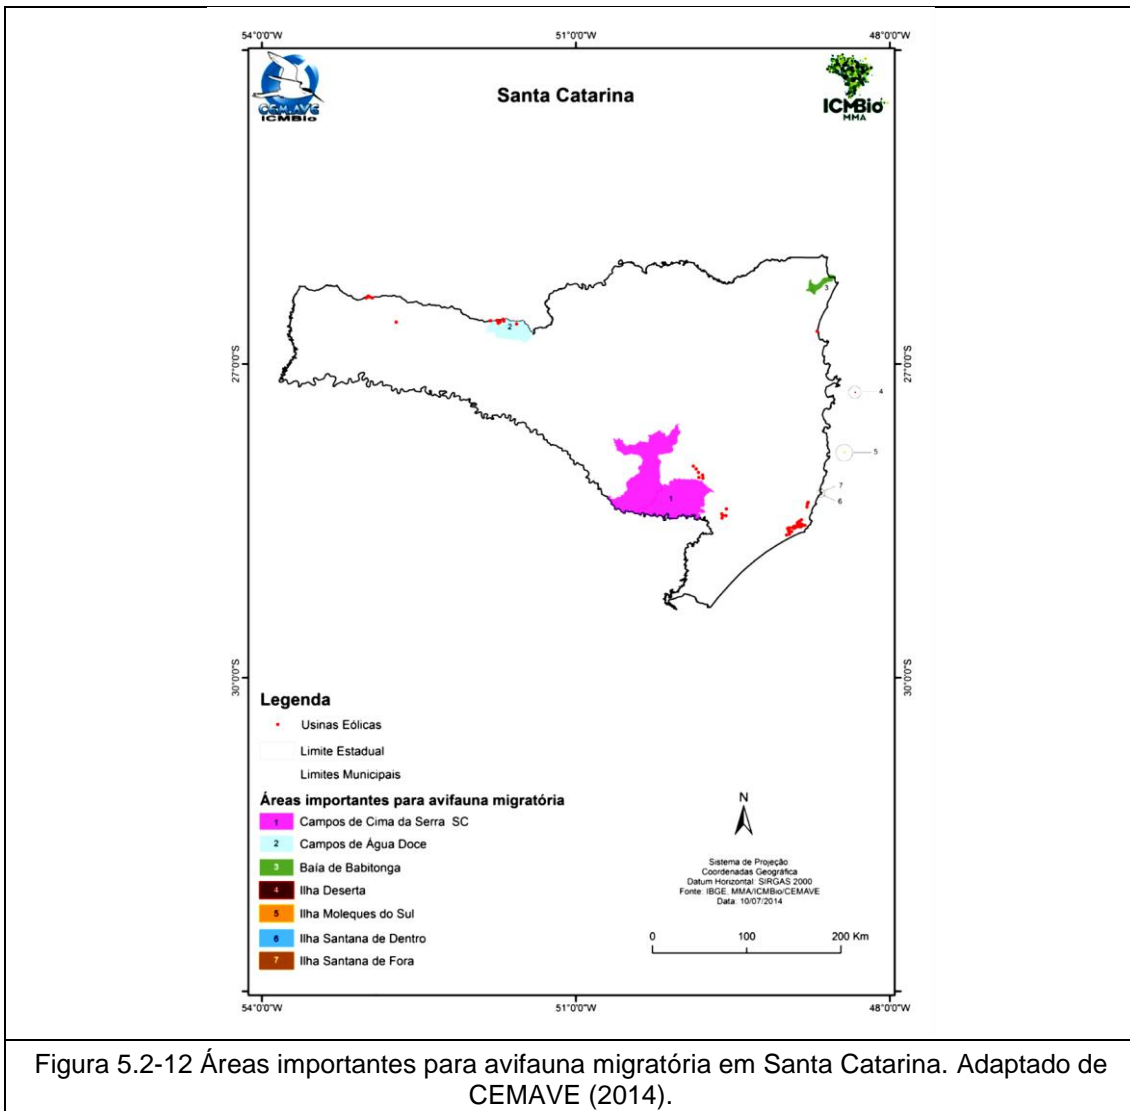 54°0'0"W 51°0'0"W 48°0'0"W
CEMAVE
ICMBio
Santa Catarina
ICMBio
MMA
3
2
27°0'0"S 27°0'0"S
4
5
1
7
6
30°0'0"S 30°0'0"S
Legenda
Usinas Eólicas
Limite Estadual
Limites Municipais
Áreas importantes para avifauna migratória
1 Campos de Cima da Serra SC
2 Campos de Água Doce
3 Baía de Babitonga
4 Ilha Deserta
5 Ilha Moleques do Sul
6 Ilha Santana de Dentro
7 Ilha Santana de Fora
N
Sistema de Projeção
Coordenadas Geográfica
Datum Horizontal: SIRGAS 2000
Fonte: IBGE, MMA/ICMBio/CEMAVE
Data: 10/07/2014
0 100 200 Km
54°0'0"W 51°0'0"W 48°0'0"W
Figura 5.2-12 Áreas importantes para avifauna migratória em Santa Catarina. Adaptado de
CEMAVE (2014).